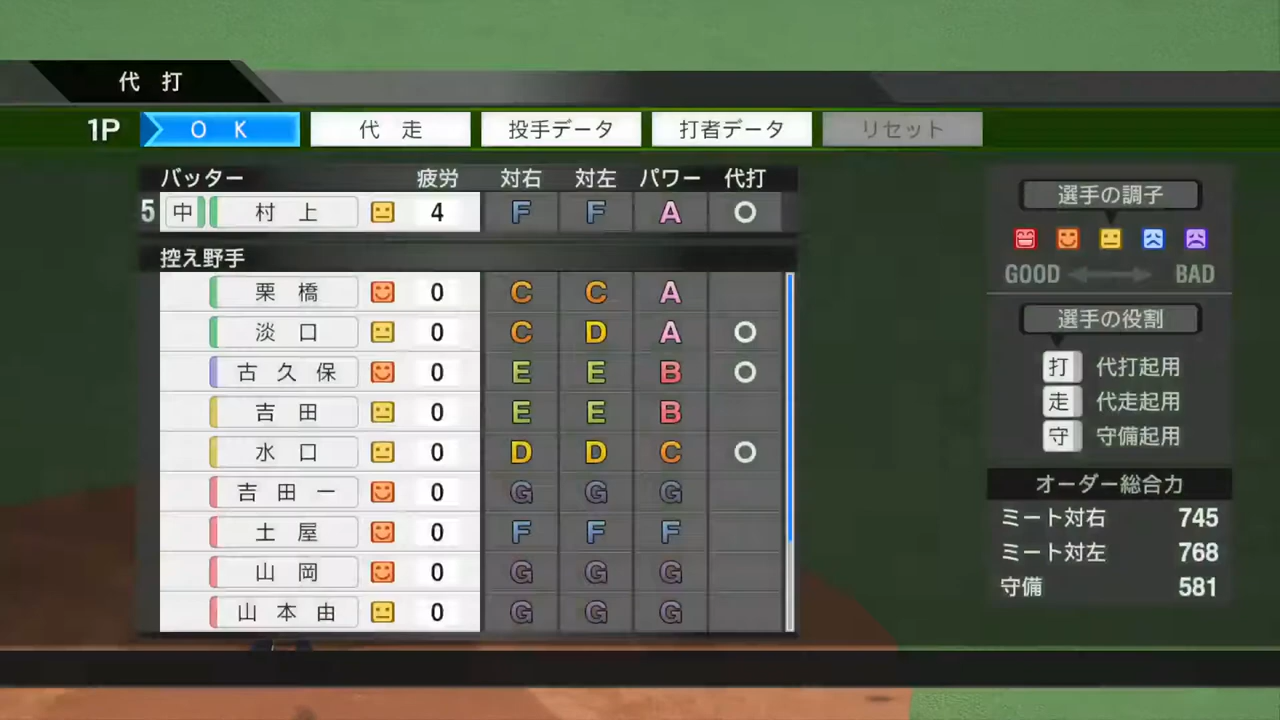 代 打
1P OK 代 走 投手データ 打者データ リセット
バッター 疲労 対右 対左 パワー 代打
5 中 村 上 4 F F A ○
控え野手
栗 橋 0 C C A
淡 口 0 C D A ○
古 久 保 0 E E B ○
吉 田 0 E E B
水 口 0 D D C ○
吉 田 一 0 G G G
土 屋 0 F F F
山 岡 0 G G G
山 本 由 0 G G G
選手の調子
GOOD BAD
選手の役割
打 代打起用
走 代走起用
守 守備起用
オーダー総合力
ミート対右 745
ミート対左 768
守備 581